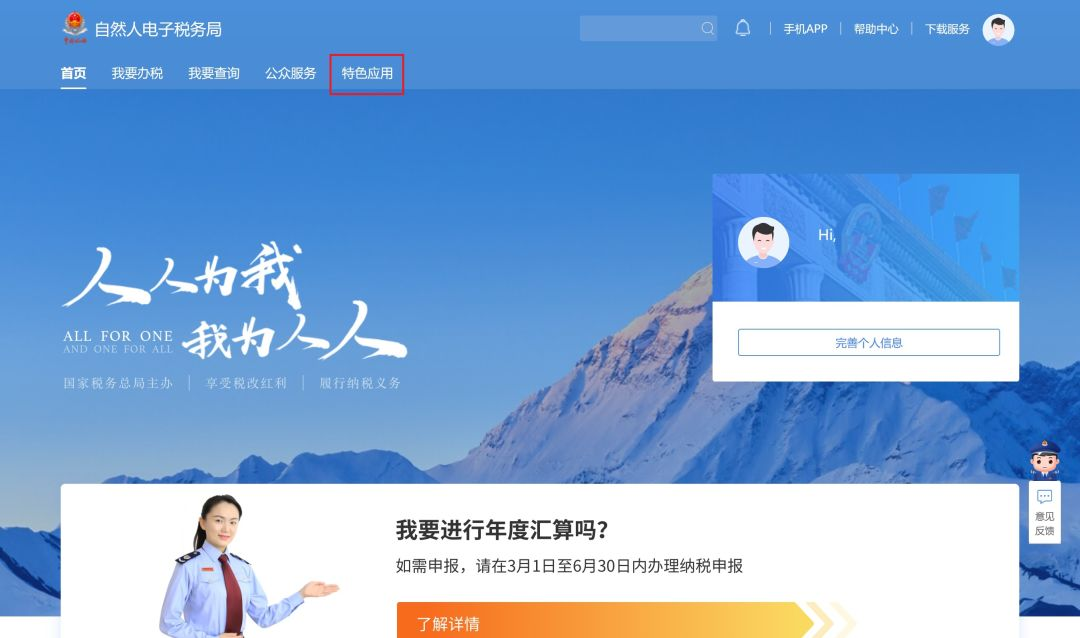 自然人电子税务局
手机APP
帮助中心
下载服务
首页
我要办税
我要查询
公众服务
特色应用
Hi,
人人为我
ALL FOR ONE
AND ONE FOR ALL
我为人人
国家税务总局主办
享受税改红利
履行纳税义务
完善个人信息
意见
反馈
我要进行年度汇算吗?
如需申报，请在3月1日至6月30日内办理纳税申报
了解详情